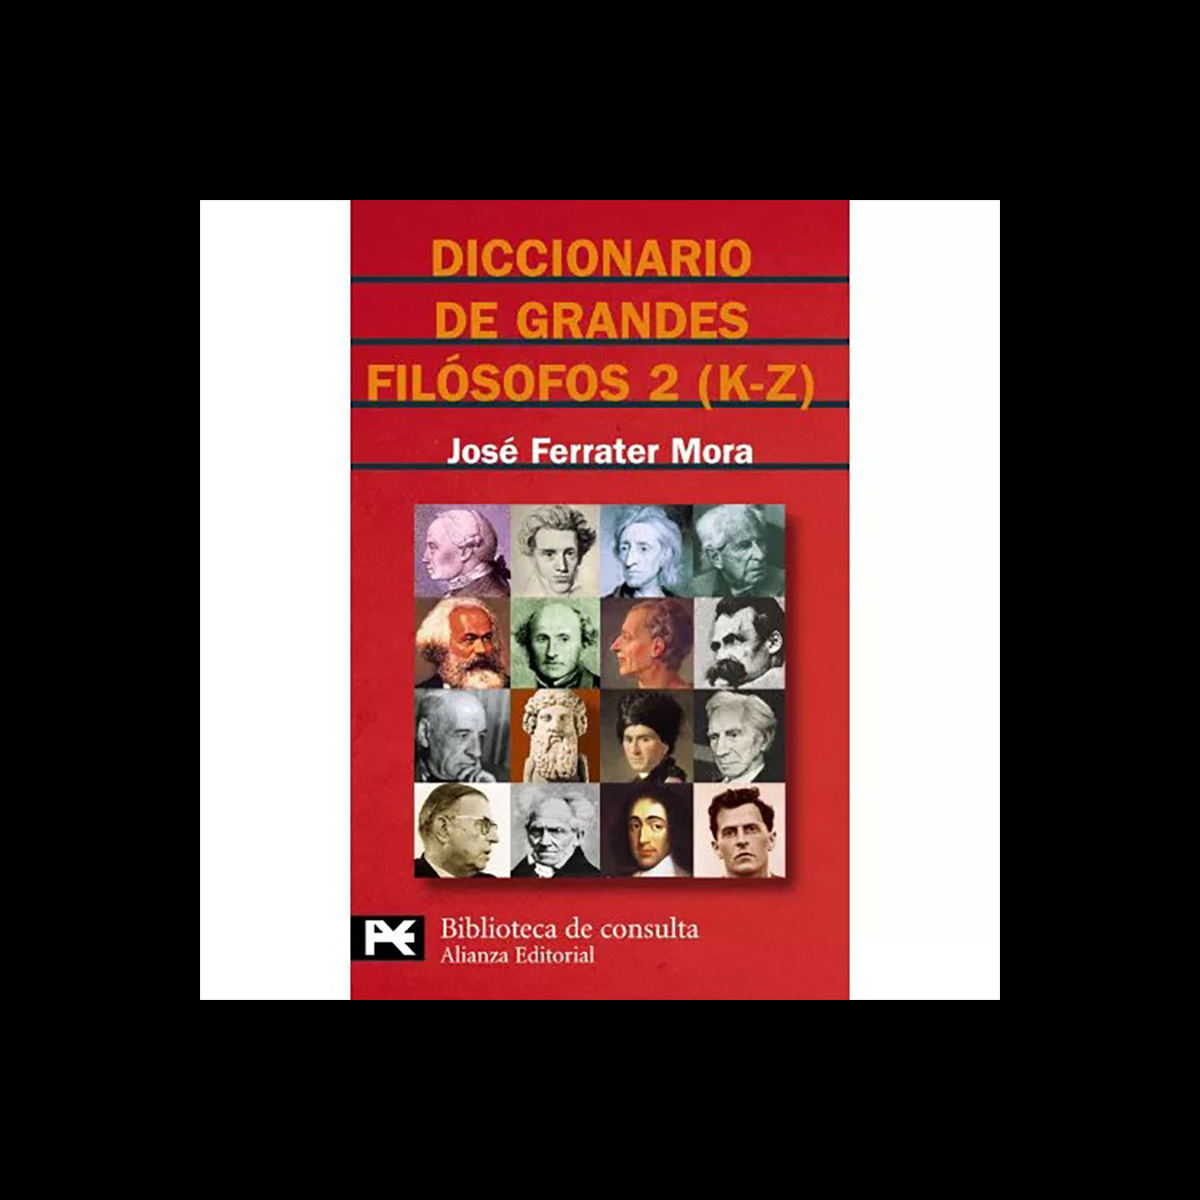 DICCIONARIO
DE GRANDES
FILÓSOFOS 2 (K-Z)
José Ferrater Mora
Biblioteca de consulta
Alianza Editorial